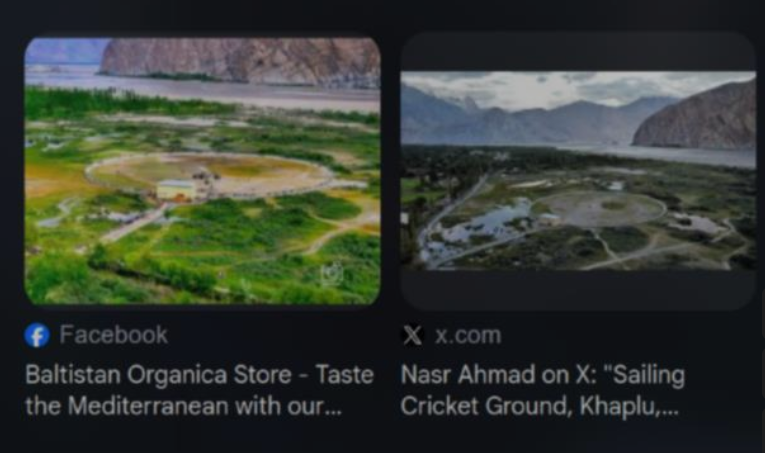 Facebook
Baltistan Organica Store - Taste
the Mediterranean with our...
x.com
Nasr Ahmad on X: "Sailing
Cricket Ground, Khaplu,...